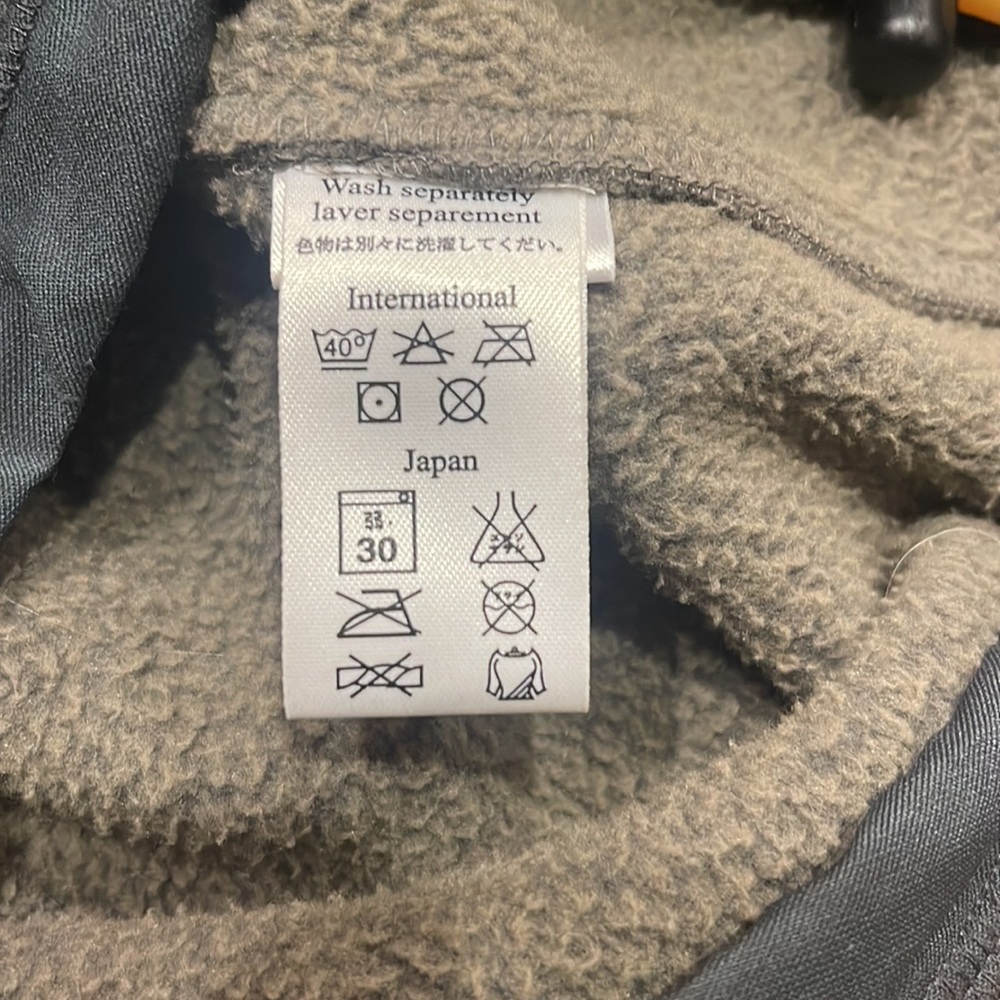 Wash separately
laver separement
色物は別々に洗濯してくだい。
International
40°
Japan
30